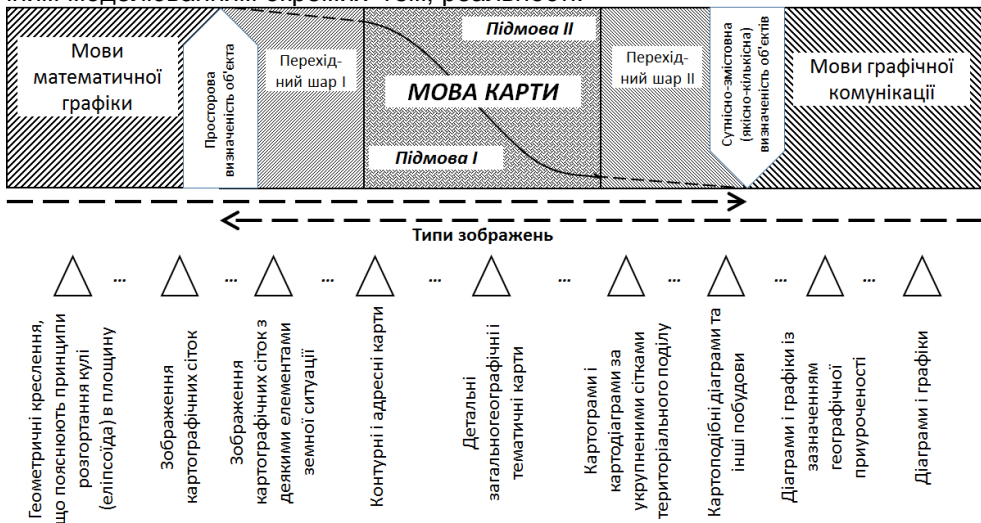 Мови
математичної
графіки
Просторова
визначеність об'єкта
Перехід-
ний шар I
Підмова II
МОВА КАРТИ
Підмова I
Перехід-
ний шар II
Сутнісно-змістовна
(якісно-кількісна)
визначеність об'єктів
Мови графічної
комунікації
Типи зображень
... ... ... ... ... ... ... ...
Геометричні креслення,
що пояснюють принципи
розгортання кулі
(еліпсоїда) в площину
Зображення
картографічних сіток
Зображення
картографічних сіток з
деякими елементами
земної ситуації
Контурні і адресні карти
Детальні
загальногеографічні і
тематичні карти
Картограми і
картодіаграми за
укрупненими сітками
територіального поділу
Картоподібні діаграми та
інші побудови
Діаграми і графіки із
зазначенням
географічної
приуроченості
Діаграми і графіки